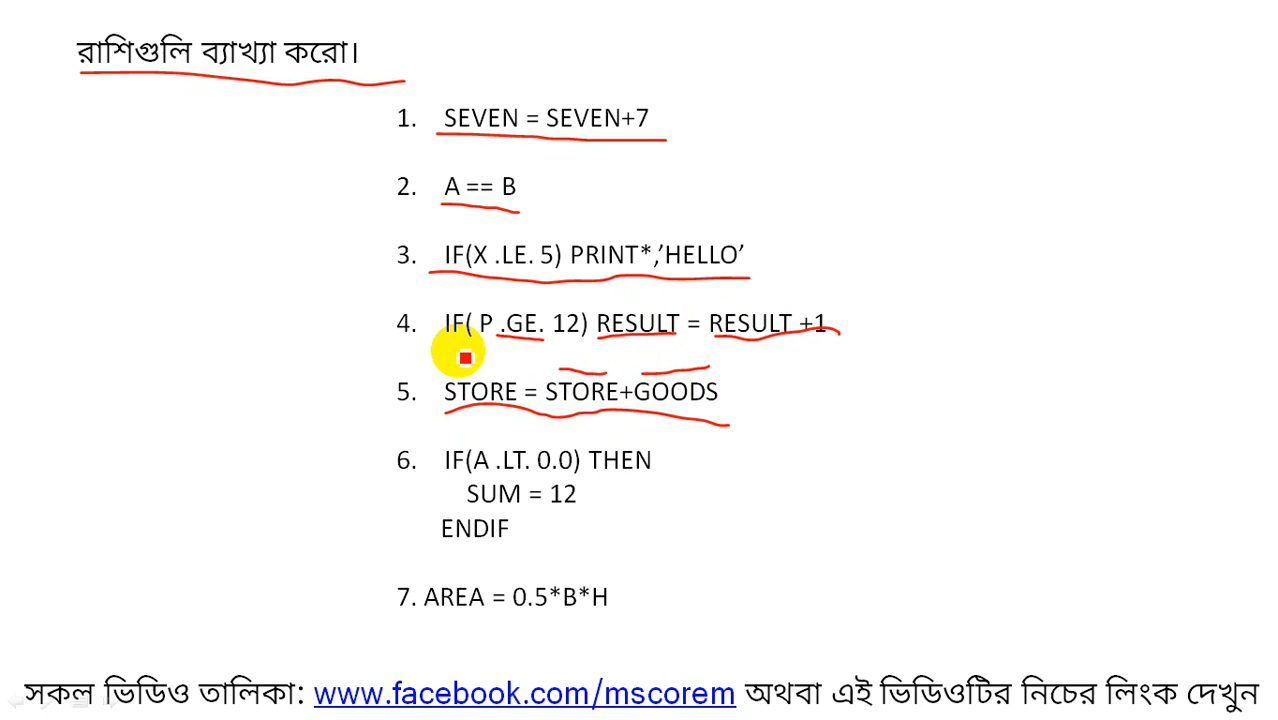 রাশিগুলি ব্যাখ্যা করো।
1. SEVEN = SEVEN+7
2. A == B
3. IF(X .LE. 5) PRINT*,’HELLO’
4. IF( P .GE. 12) RESULT = RESULT +1
5. STORE = STORE+GOODS
6. IF(A .LT. 0.0) THEN
SUM = 12
ENDIF
7. AREA = 0.5*B*H
সকল ভিডিও তালিকা: www.facebook.com/mscorem অথবা এই ভিডিওটির নিচের লিংক দেখুন